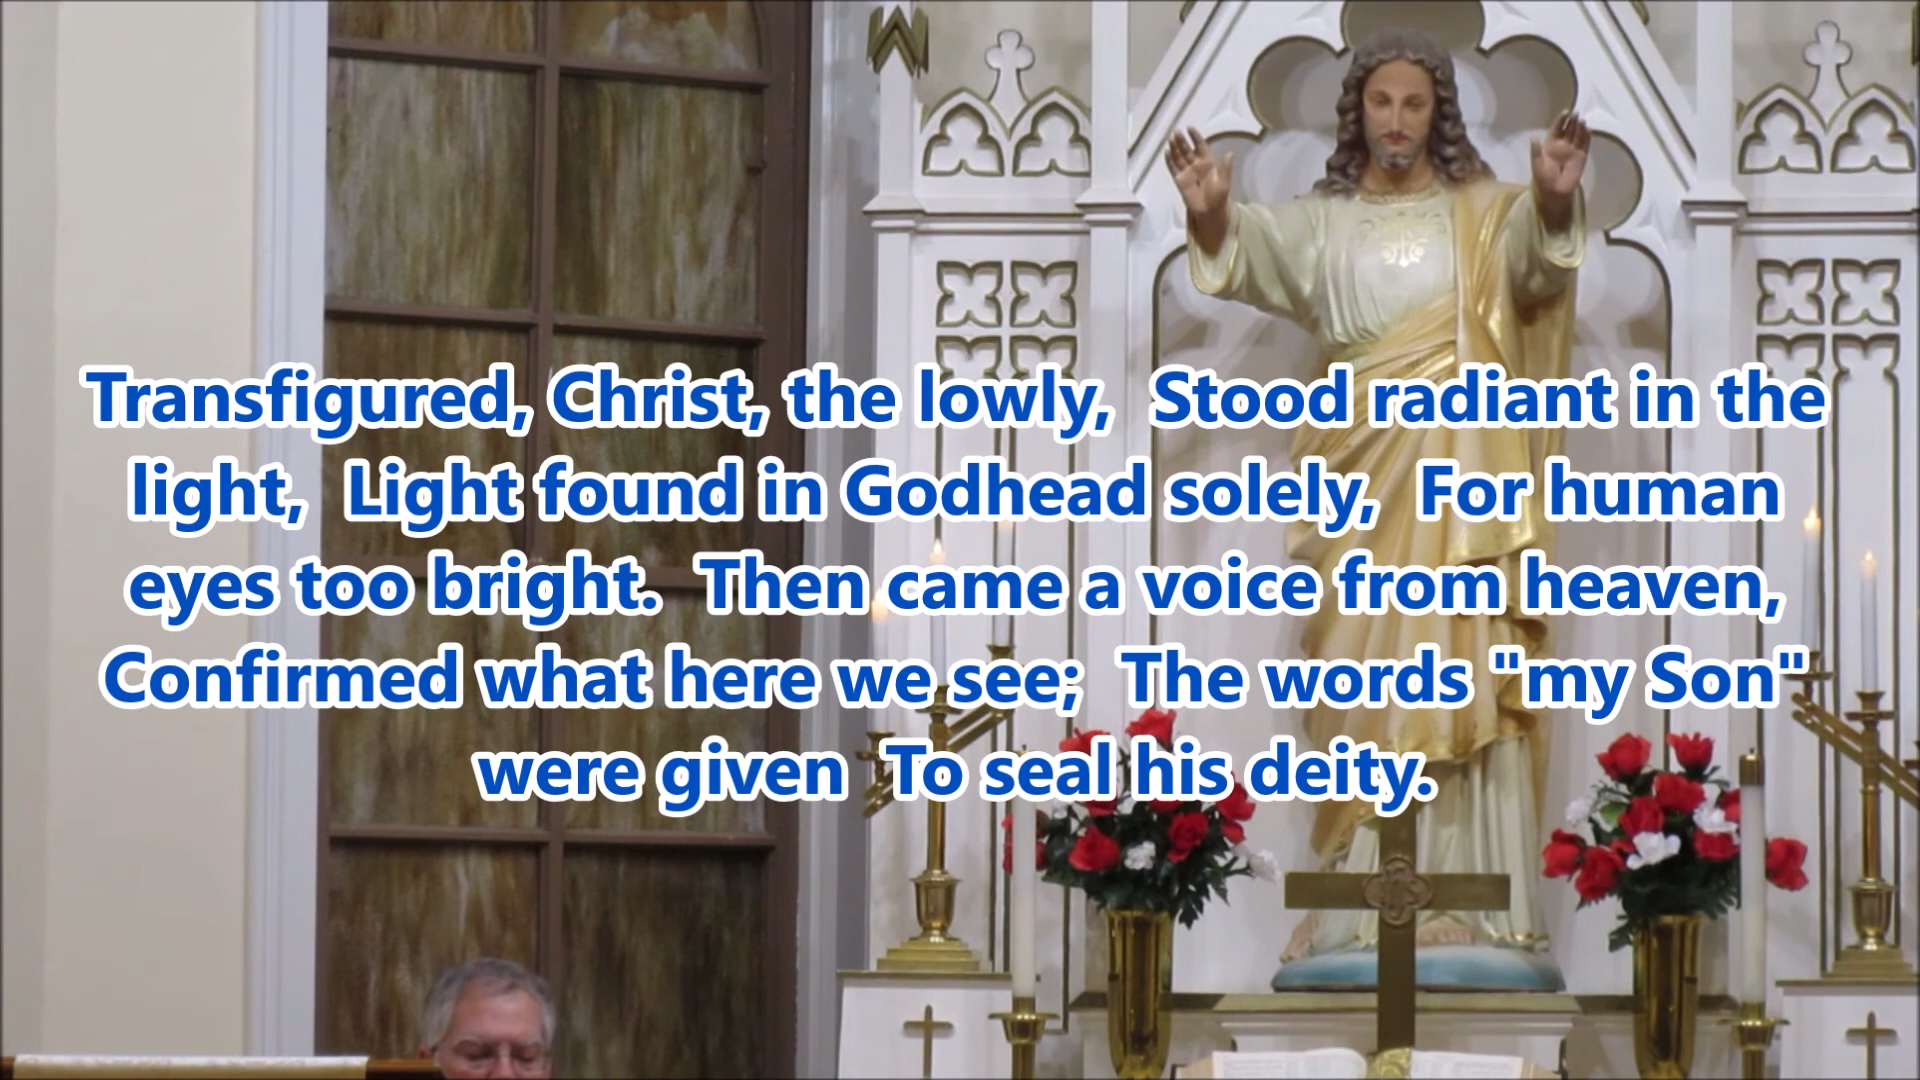 Transfigured, Christ, the lowly,  Stood radiant in the
light,  Light found in Godhead solely,  For human
eyes too bright.  Then came a voice from heaven,
Confirmed what here we see;  The words "my Son"
were given  To seal his deity.